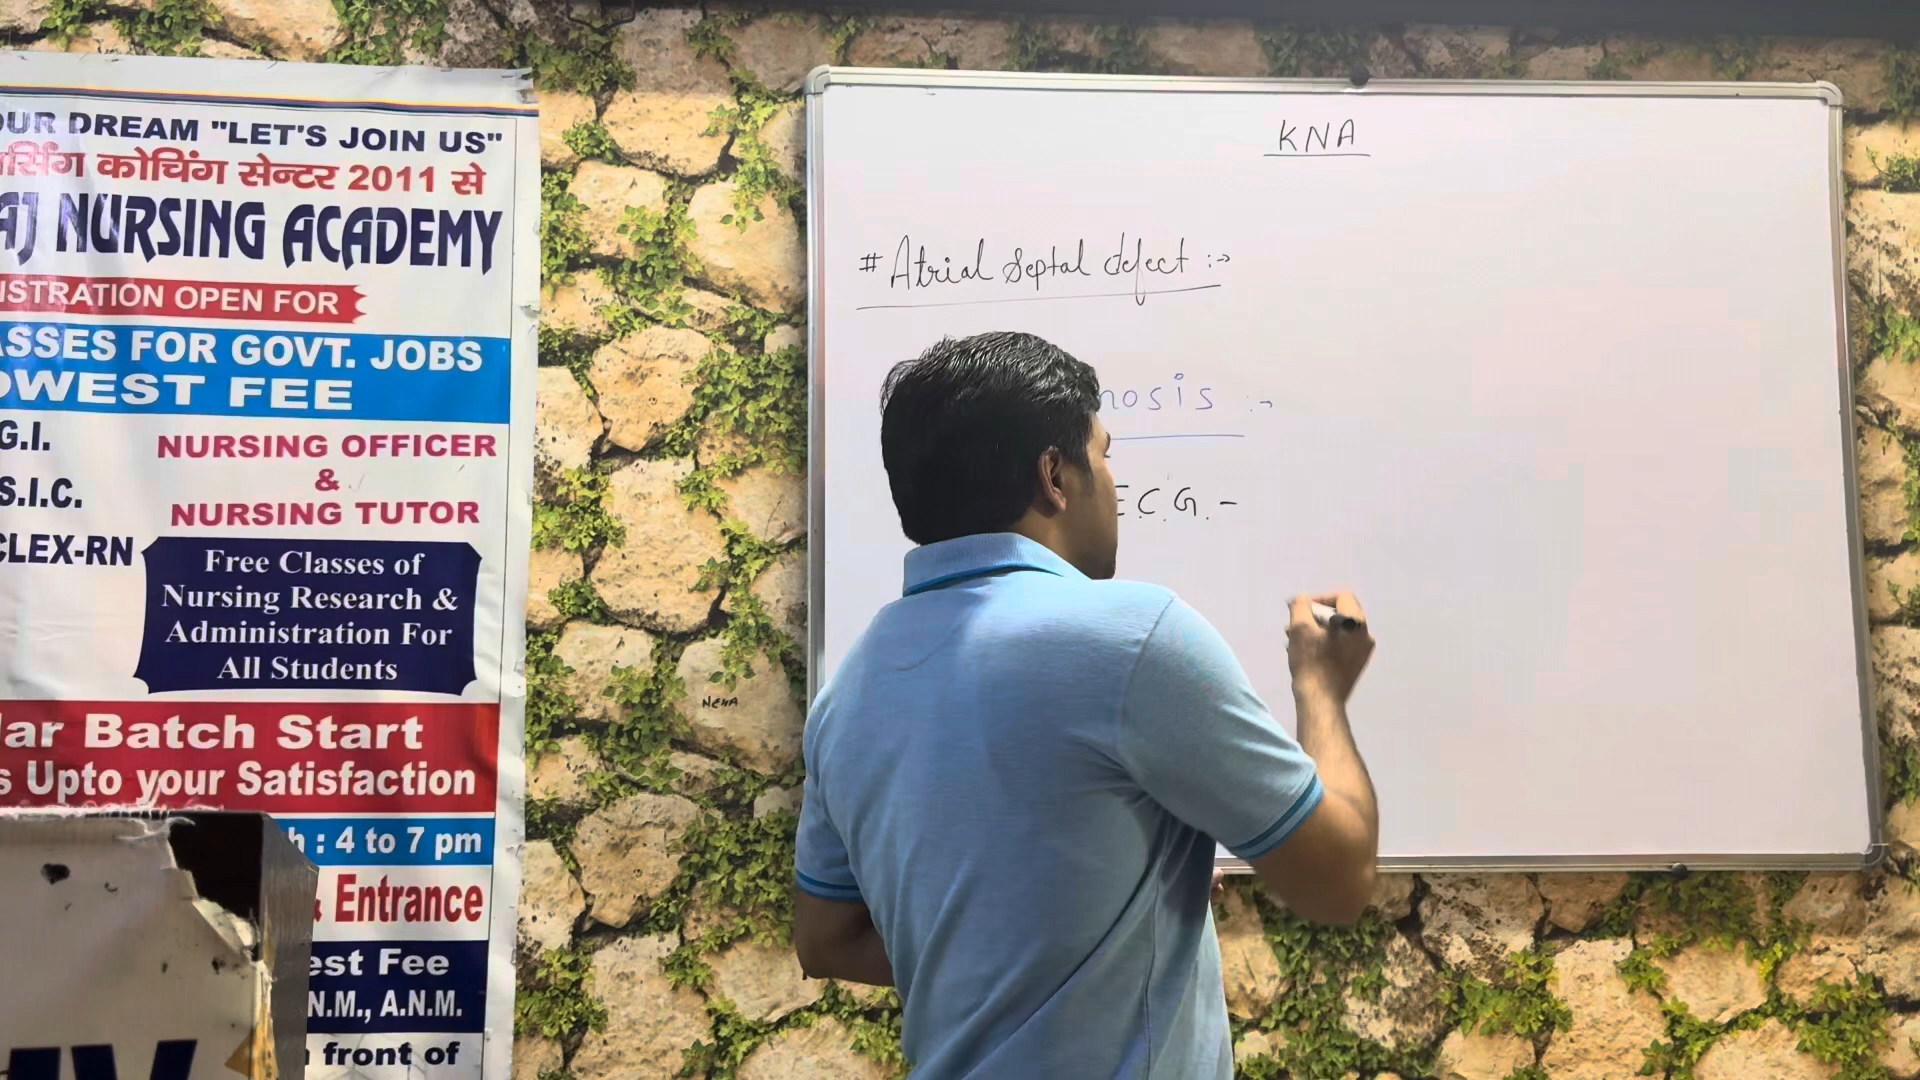 OUR DREAM "LET'S JOIN US"
कोचिंग सेन्टर 2011 से
AJ NURSING ACADEMY
ISTRATION OPEN FOR
ASSES FOR GOVT. JOBS
OWEST FEE
G.I.
NURSING OFFICER
&
S.I.C.
NURSING TUTOR
CLEX-RN
Free Classes of
Nursing Research &
Administration For
All Students
lar Batch Start
s Upto your Satisfaction
h : 4 to 7 pm
& Entrance
est Fee
N.M., A.N.M.
front of
NEHA
KNA
# Atrial Septal defect :->
nosis :->
E.C.G. -